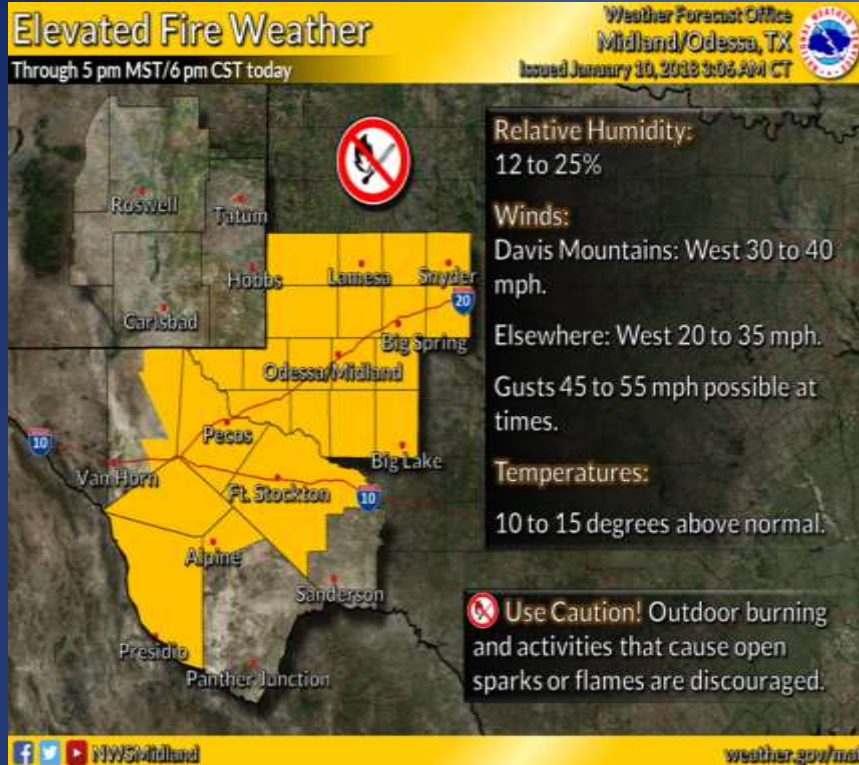 Elevated Fire Weather
Through 5 pm MST/6 pm CST today
Weather Forecast Office
Midland/Odessa, TX
Issued January 10, 2018 3:06 AM CT
Relative Humidity:
12 to 25%
Winds:
Davis Mountains: West 30 to 40
mph.
Elsewhere: West 20 to 35 mph.
Gusts 45 to 55 mph possible at
times.
Temperatures:
10 to 15 degrees above normal.
Roswell
Tatum
Hobbs
Carlsbad
Lamesa
Snyder
20
Big Spring
Odessa/Midland
Pecos
10
Van Horn
Big Lake
Ft. Stockton
10
Alpine
Sanderson
Presidio
Panther Junction
Use Caution! Outdoor burning
and activities that cause open
sparks or flames are discouraged.
NWSMidland
weather.gov/maf